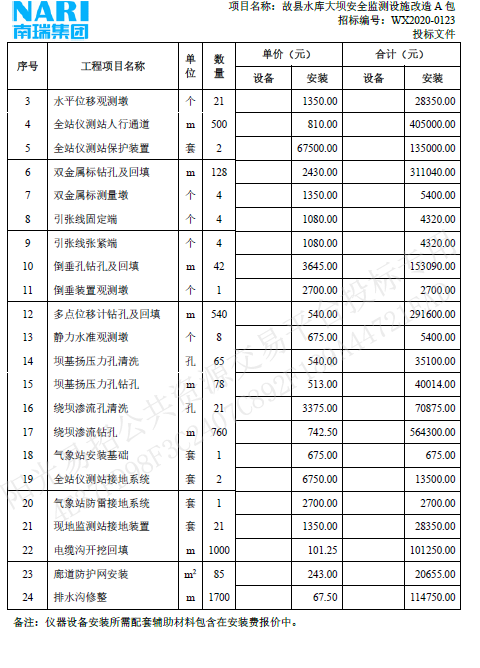 NARI
南瑞集团
项目名称：故县水库大坝安全监测设施改造 A 包
招标编号：WX2020-0123
投标文件
序号 工程项目名称 单位 数量 单价（元） 合计（元）
设备 安装 设备 安装
3 水平位移观测墩 个 21 1350.00 28350.00
4 全站仪测站人行通道 m 500 810.00 405000.00
5 全站仪测站保护装置 套 2 67500.00 135000.00
6 双金属标钻孔及回填 m 128 2430.00 311040.00
7 双金属标测量墩 个 4 1350.00 5400.00
8 引张线固定端 个 4 1080.00 4320.00
9 引张线张紧端 个 4 1080.00 4320.00
10 倒垂孔钻孔及回填 m 42 3645.00 153090.00
11 倒垂装置观测墩 个 1 2700.00 2700.00
12 多点位移计钻孔及回填 m 540 540.00 291600.00
13 静力水准观测墩 个 8 675.00 5400.00
14 坝基扬压力孔清洗 孔 65 540.00 35100.00
15 坝基扬压力孔钻孔 m 78 513.00 40014.00
16 绕坝渗流孔清洗 孔 21 3375.00 70875.00
17 绕坝渗流钻孔 m 760 742.50 564300.00
18 气象站安装基础 套 1 675.00 675.00
19 全站仪测站接地系统 套 2 6750.00 13500.00
20 气象站防雷接地系统 套 1 2700.00 2700.00
21 现地监测站接地装置 套 21 1350.00 28350.00
22 电缆沟开挖回填 m 1000 101.25 101250.00
23 廊道防护网安装 m² 85 243.00 20655.00
24 排水沟修整 m 1700 67.50 114750.00
备注：仪器设备安装所需配套辅助材料包含在安装费报价中。